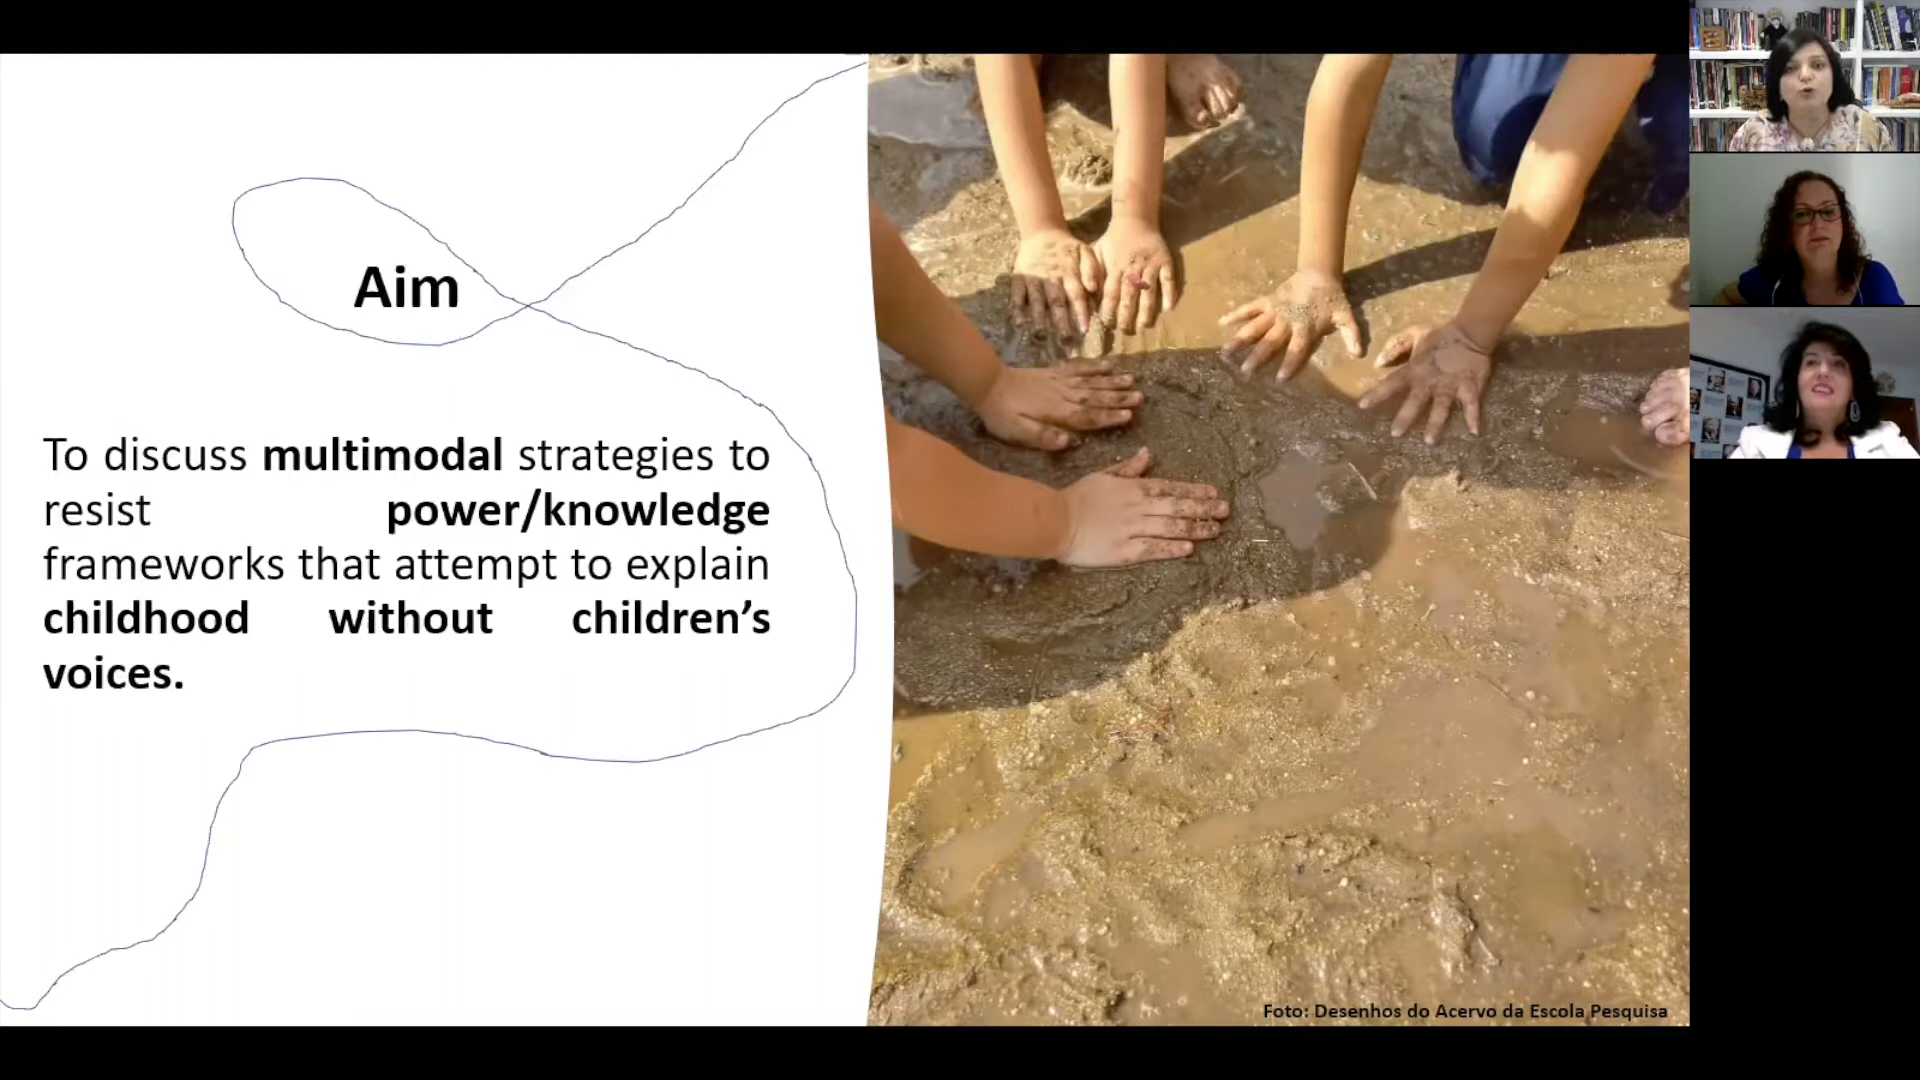 Aim
To discuss multimodal strategies to
resist power/knowledge
frameworks that attempt to explain
childhood without children’s
voices.
Foto: Desenhos do Acervo da Escola Pesquisa